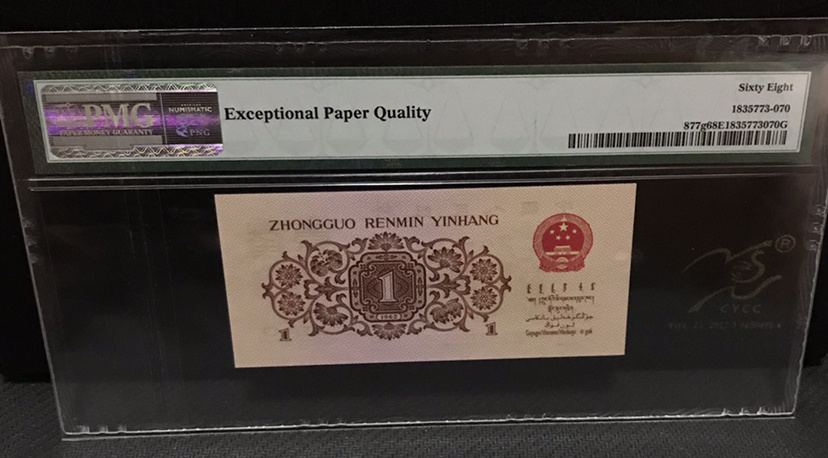 PMG
PAPER MONEY GUARANTY
NUMISMATIC
PNG
Exceptional Paper Quality
Sixty Eight
1835773-070
877g68E1835773070G
ZHONGGUO RENMIN YINHANG
1
1962
1
1
CYCC
®